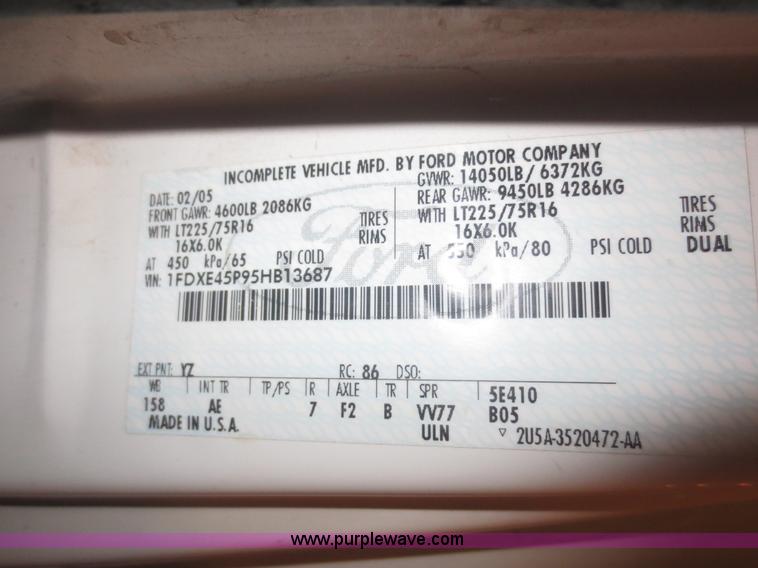 INCOMPLETE VEHICLE MFD. BY FORD MOTOR COMPANY
DATE: 02/05 GVWR: 14050LB/ 6372KG
FRONT GAWR: 4600LB 2086KG REAR GAWR: 9450LB 4286KG
WITH LT225/75R16 TIRES WITH LT225/75R16 TIRES
16X6.0K RIMS 16X6.0K RIMS
AT 450 kPa/65 PSI COLD AT 550 kPa/80 PSI COLD DUAL
VIN: 1FDXE45P95HB13687
Ford
EXT PNT: YZ RC: 86 DSO:
WB INT TR TP/PS R AXLE TR SPR 5E410
158 AE 7 F2 B VV77 B05
MADE IN U.S.A. ULN ▽ 2U5A-3520472-AA
www.purplewave.com